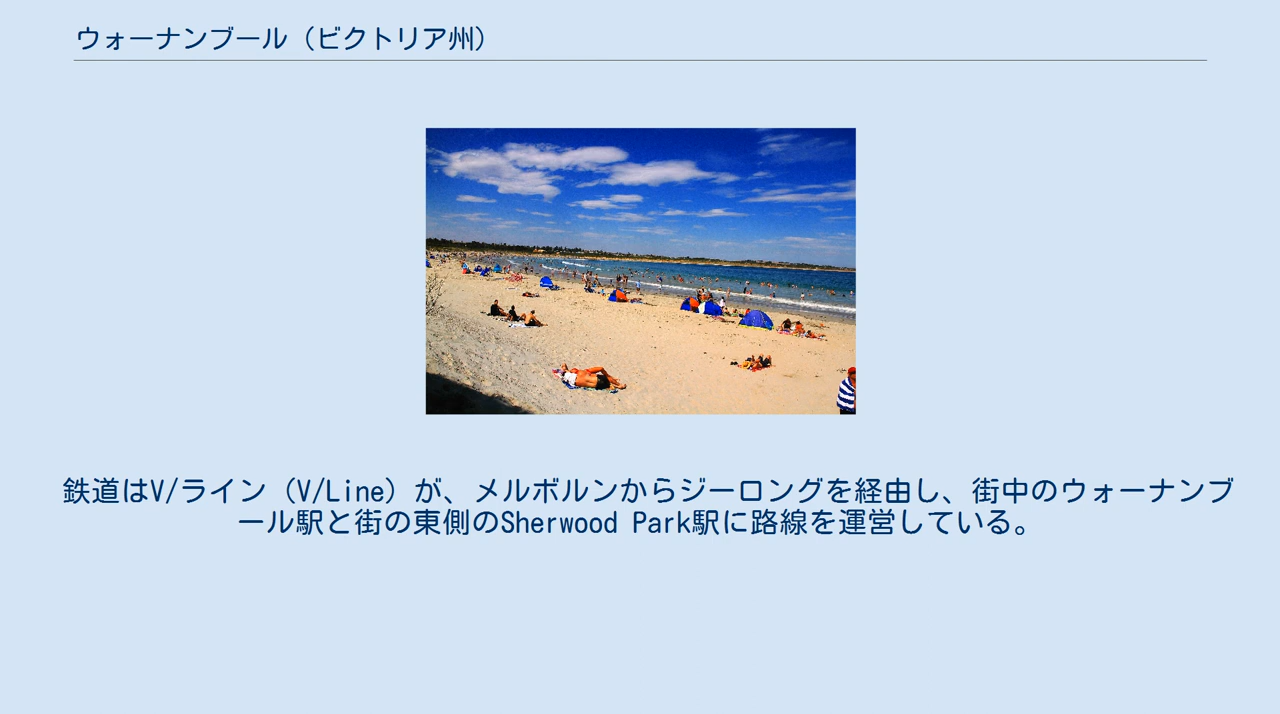 ウォーナンブール（ビクトリア州）
鉄道はV/ライン（V/Line）が、メルボルンからジーロングを経由し、街中のウォーナンブ
ール駅と街の東側のSherwood Park駅に路線を運営している。